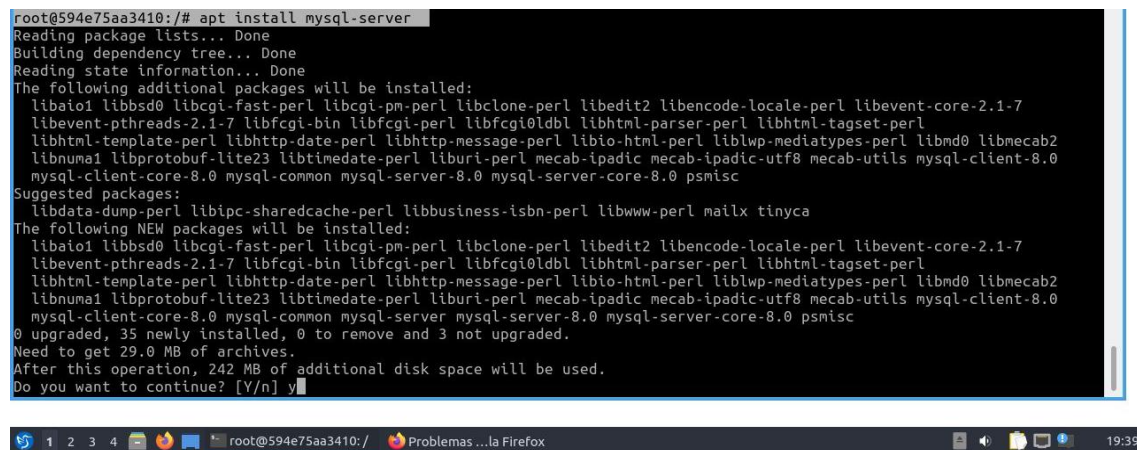 root@594e75aa3410:/# apt install mysql-server
Reading package lists... Done
Building dependency tree... Done
Reading state information... Done
The following additional packages will be installed:
  libaio1 libbsd0 libcgi-fast-perl libcgi-pm-perl libclone-perl libedit2 libencode-locale-perl libevent-core-2.1-7
  libevent-pthreads-2.1-7 libfcgi-bin libfcgi-perl libfcgi0ldbl libhtml-parser-perl libhtml-tagset-perl
  libhtml-template-perl libhttp-date-perl libhttp-message-perl libio-html-perl liblwp-mediatypes-perl libmd0 libmecab2
  libnuma1 libprotobuf-lite23 libtimedate-perl liburi-perl mecab-ipadic mecab-ipadic-utf8 mecab-utils mysql-client-8.0
  mysql-client-core-8.0 mysql-common mysql-server-8.0 mysql-server-core-8.0 psmisc
Suggested packages:
  libdata-dump-perl libipc-sharedcache-perl libbusiness-isbn-perl libwww-perl mailx tinyca
The following NEW packages will be installed:
  libaio1 libbsd0 libcgi-fast-perl libcgi-pm-perl libclone-perl libedit2 libencode-locale-perl libevent-core-2.1-7
  libevent-pthreads-2.1-7 libfcgi-bin libfcgi-perl libfcgi0ldbl libhtml-parser-perl libhtml-tagset-perl
  libhtml-template-perl libhttp-date-perl libhttp-message-perl libio-html-perl liblwp-mediatypes-perl libmd0 libmecab2
  libnuma1 libprotobuf-lite23 libtimedate-perl liburi-perl mecab-ipadic mecab-ipadic-utf8 mecab-utils mysql-client-8.0
  mysql-client-core-8.0 mysql-common mysql-server mysql-server-8.0 mysql-server-core-8.0 psmisc
0 upgraded, 35 newly installed, 0 to remove and 3 not upgraded.
Need to get 29.0 MB of archives.
After this operation, 242 MB of additional disk space will be used.
Do you want to continue? [Y/n] y
1 2 3 4 root@594e75aa3410: / Problemas ...la Firefox 19:39